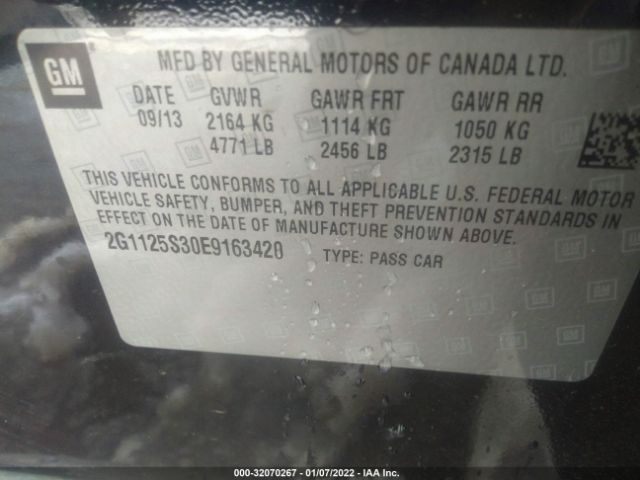 GM
MFD BY GENERAL MOTORS OF CANADA LTD.
DATE GVWR GAWR FRT GAWR RR
09/13 2164 KG 1114 KG 1050 KG
4771 LB 2456 LB 2315 LB
THIS VEHICLE CONFORMS TO ALL APPLICABLE U.S. FEDERAL MOTOR
VEHICLE SAFETY, BUMPER, AND THEFT PREVENTION STANDARDS IN
EFFECT ON THE DATE OF MANUFACTURE SHOWN ABOVE.
2G1125S30E9163420 TYPE: PASS CAR
000-32070267 - 01/07/2022 - IAA Inc.